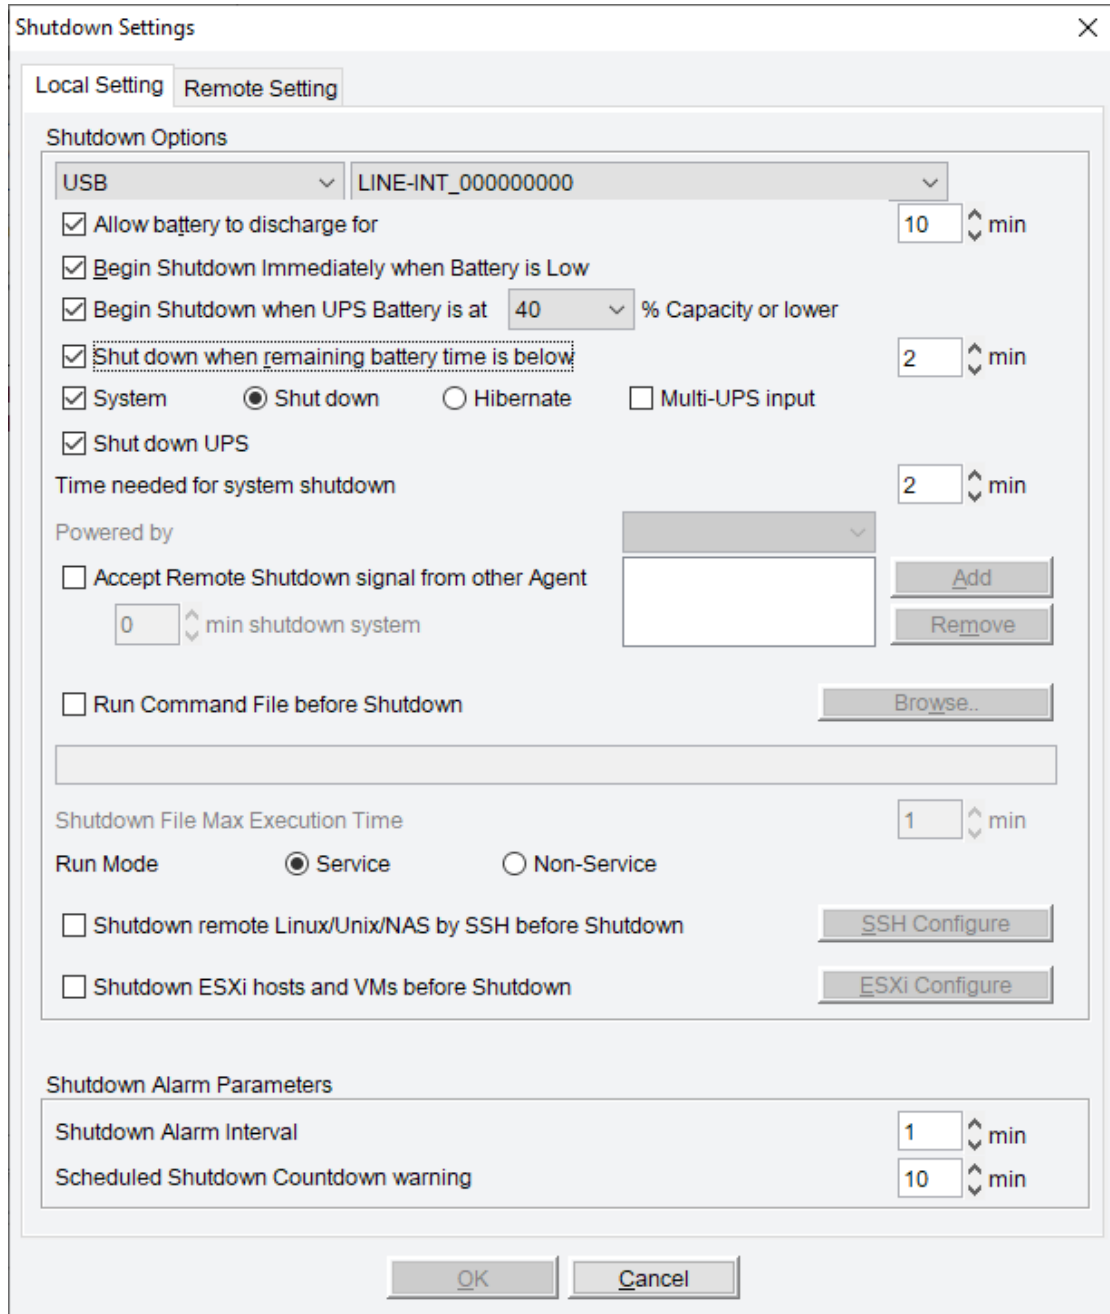 Shutdown Settings
Local Setting Remote Setting
Shutdown Options
USB LINE-INT_000000000
Allow battery to discharge for 10 min
Begin Shutdown Immediately when Battery is Low
Begin Shutdown when UPS Battery is at 40 % Capacity or lower
Shut down when remaining battery time is below 2 min
System Shut down Hibernate Multi-UPS input
Shut down UPS
Time needed for system shutdown 2 min
Powered by
Accept Remote Shutdown signal from other Agent Add
0 min shutdown system Remove
Run Command File before Shutdown Browse..
Shutdown File Max Execution Time 1 min
Run Mode Service Non-Service
Shutdown remote Linux/Unix/NAS by SSH before Shutdown SSH Configure
Shutdown ESXi hosts and VMs before Shutdown ESXi Configure
Shutdown Alarm Parameters
Shutdown Alarm Interval 1 min
Scheduled Shutdown Countdown warning 10 min
OK Cancel